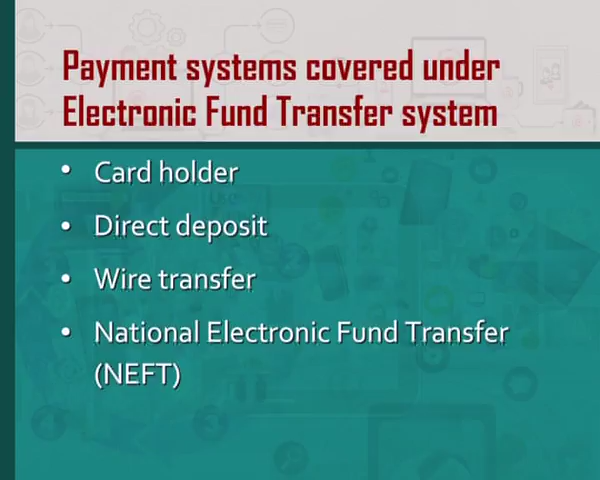 Payment systems covered under
Electronic Fund Transfer system
• Card holder
• Direct deposit
• Wire transfer
• National Electronic Fund Transfer
(NEFT)